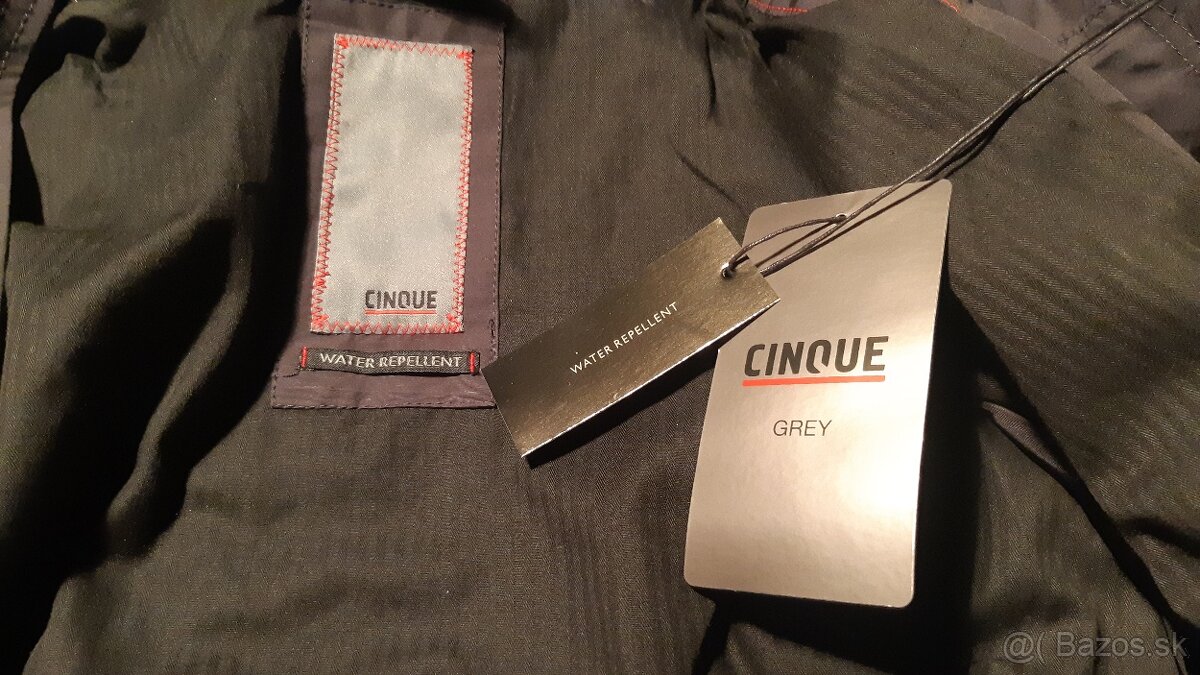 CINQUE
WATER REPELLENT
WATER REPELLENT
CINQUE
GREY
@( Bazos.sk